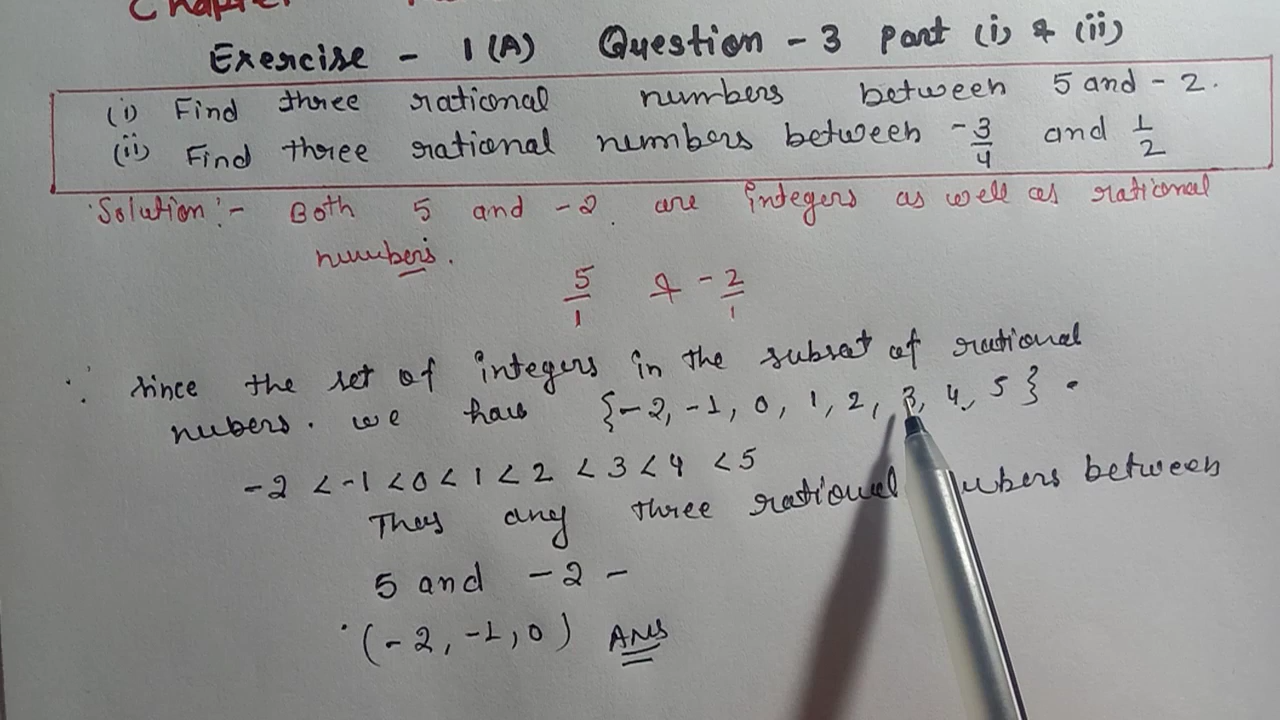 Chapter
Exercise - 1(A) Question - 3 part (i) & (ii)
(i) Find three rational numbers between 5 and - 2.
(ii) Find three rational numbers between -3/4 and 1/2
Solution:- Both 5 and -2 are integers as well as rational
numbers.
5/1 & -2/1
∵ since the set of integers in the subset of rational
nubers. we have {-2, -1, 0, 1, 2, 3, 4, 5}.
-2 < -1 < 0 < 1 < 2 < 3 < 4 < 5
Thus any three rational between
5 and -2 -
(-2, -1, 0) Ans